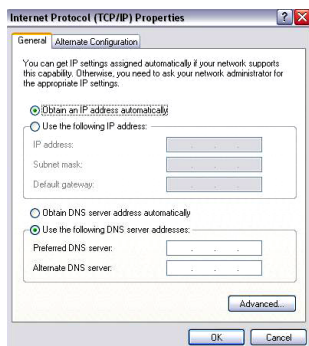 Internet Protocol (TCP/IP) Properties
General
Alternate Configuration
You can get IP settings assigned automatically if your network supports
this capability. Otherwise, you need to ask your network administrator for
the appropriate IP settings.
Obtain an IP address automatically
Use the following IP address:
IP address:
Subnet mask:
Default gateway:
Obtain DNS server address automatically
Use the following DNS server addresses:
Preferred DNS server:
Alternate DNS server:
Advanced...
OK
Cancel